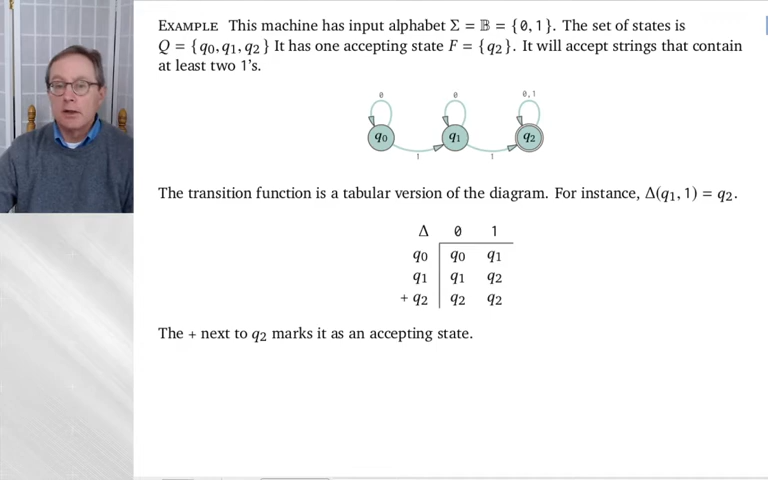 EXAMPLE This machine has input alphabet Σ = 𝔹 = {0, 1}. The set of states is
Q = {q₀, q₁, q₂} It has one accepting state F = {q₂}. It will accept strings that contain
at least two 1's.
0 0 0,1
q₀ q₁ q₂
1 1
The transition function is a tabular version of the diagram. For instance, Δ(q₁, 1) = q₂.
Δ 0 1
q₀ q₀ q₁
q₁ q₁ q₂
+ q₂ q₂ q₂
The + next to q₂ marks it as an accepting state.